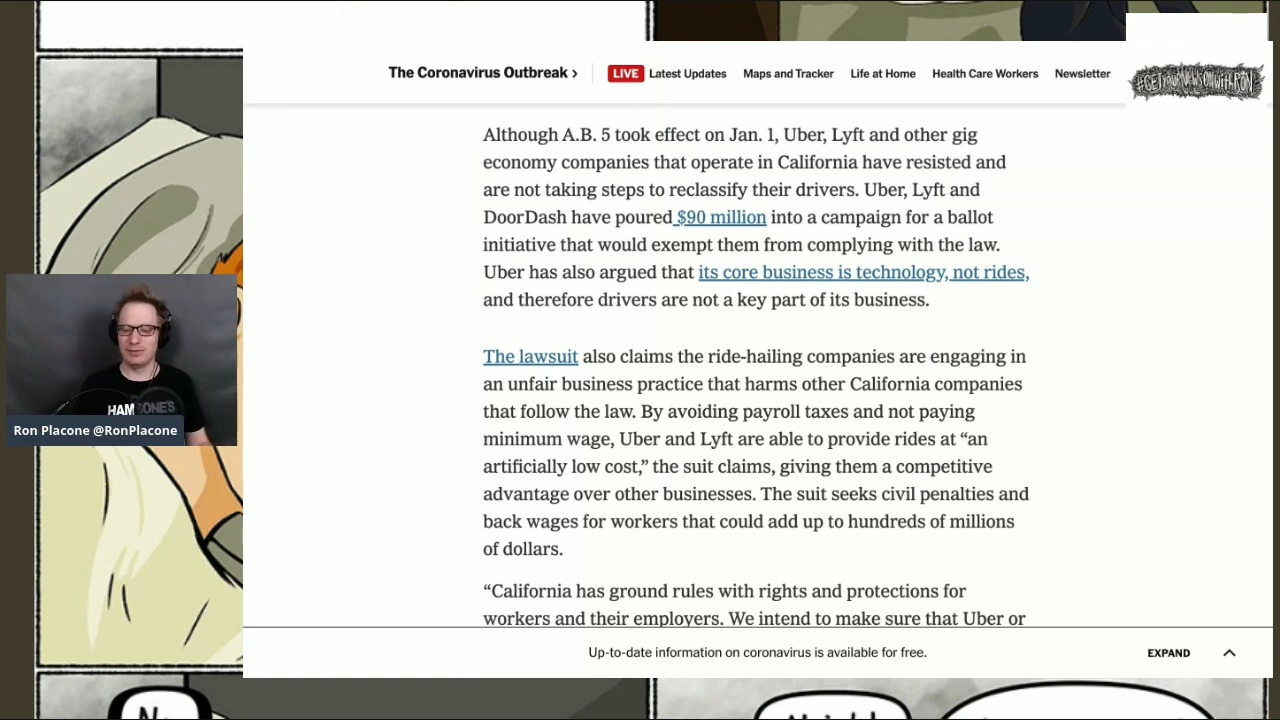 The Coronavirus Outbreak ›
LIVE Latest Updates Maps and Tracker Life at Home Health Care Workers Newsletter
#GETYOURNEWSONWITHRON
Although A.B. 5 took effect on Jan. 1, Uber, Lyft and other gig
economy companies that operate in California have resisted and
are not taking steps to reclassify their drivers. Uber, Lyft and
DoorDash have poured $90 million into a campaign for a ballot
initiative that would exempt them from complying with the law.
Uber has also argued that its core business is technology, not rides,
and therefore drivers are not a key part of its business.
The lawsuit also claims the ride-hailing companies are engaging in
an unfair business practice that harms other California companies
that follow the law. By avoiding payroll taxes and not paying
minimum wage, Uber and Lyft are able to provide rides at “an
artificially low cost,” the suit claims, giving them a competitive
advantage over other businesses. The suit seeks civil penalties and
back wages for workers that could add up to hundreds of millions
of dollars.
“California has ground rules with rights and protections for
workers and their employers. We intend to make sure that Uber or
HAMBONE'S
Ron Placone @RonPlacone
Up-to-date information on coronavirus is available for free.
EXPAND